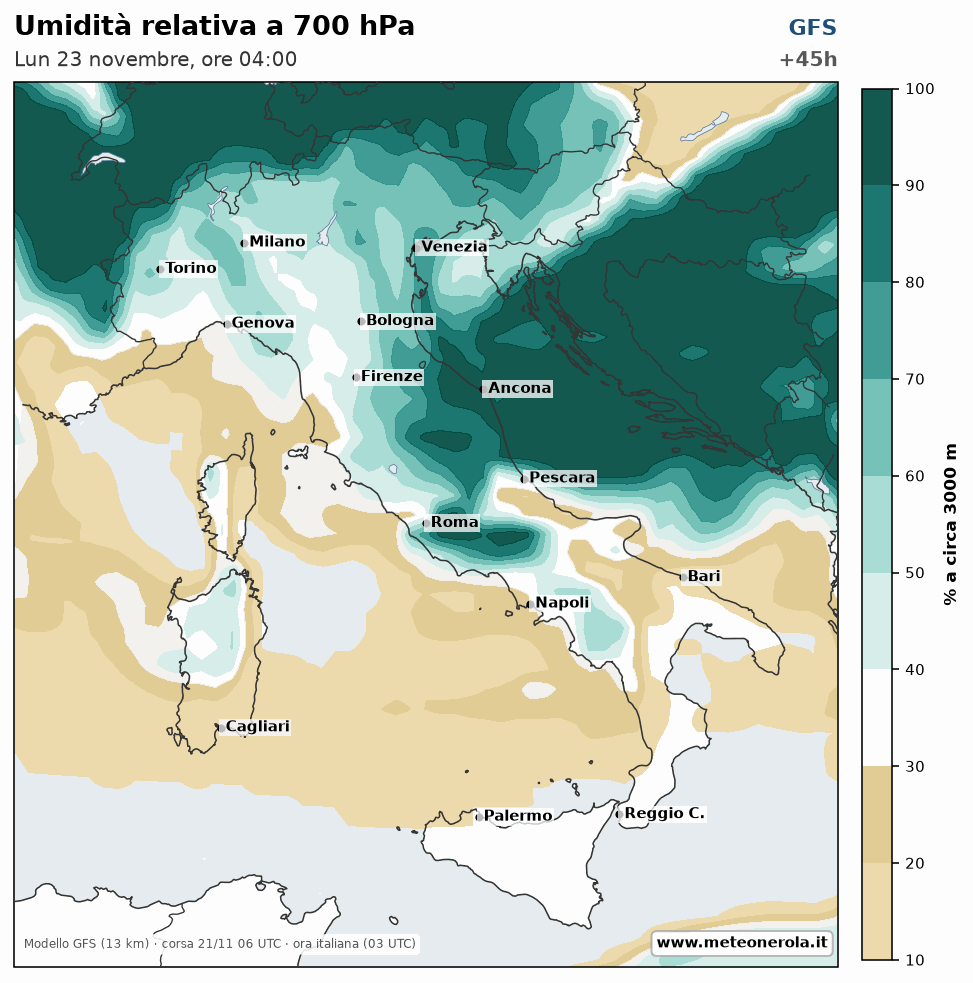 Umidità relativa a 700 hPa
GFS
Lun 23 novembre, ore 04:00
+45h
100
90
80
70
60
50
40
30
20
10
% a circa 3000 m
Milano
Venezia
Torino
Genova
Bologna
Firenze
Ancona
Pescara
Roma
Bari
Napoli
Cagliari
Palermo
Reggio C.
Modello GFS (13 km) · corsa 21/11 06 UTC · ora italiana (03 UTC)
www.meteonerola.it